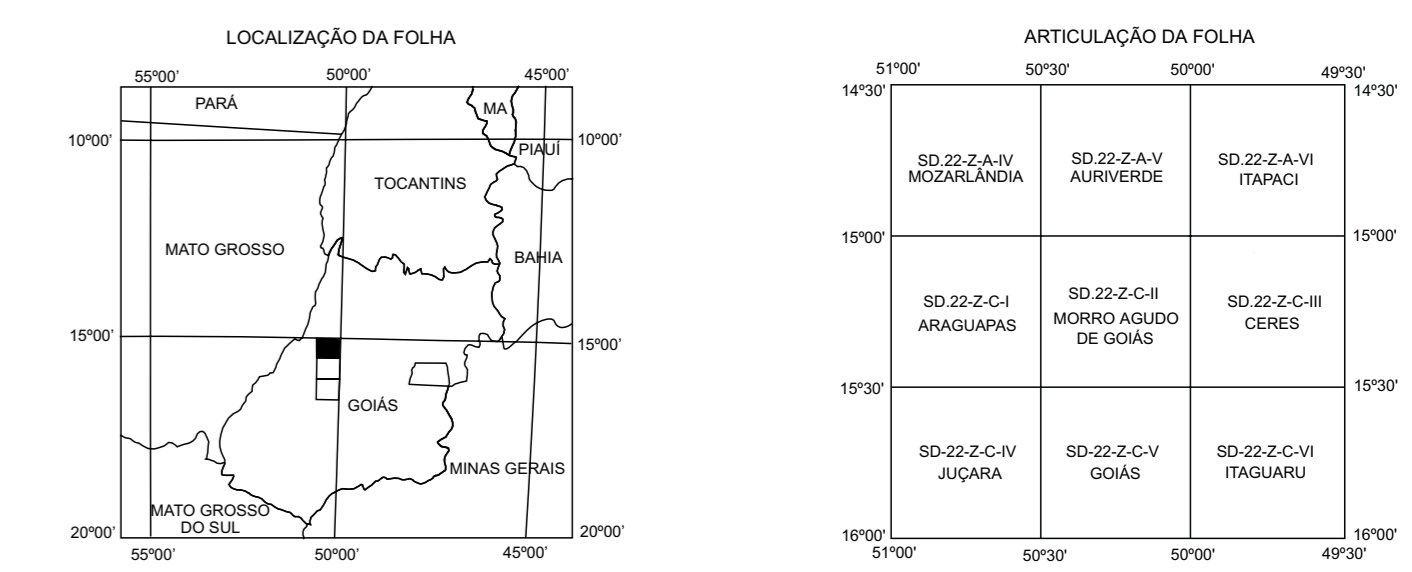 LOCALIZAÇÃO DA FOLHA
55º00' 50º00' 45º00'
PARÁ
MA
10º00' 10º00'
PIAUÍ
TOCANTINS
MATO GROSSO
BAHIA
15º00' 15º00'
GOIÁS
MINAS GERAIS
MATO GROSSO
DO SUL
20º00' 20º00'
55º00' 50º00' 45º00'
ARTICULAÇÃO DA FOLHA
51º00' 50º30' 50º00' 49º30'
14º30' 14º30'
SD.22-Z-A-IV SD.22-Z-A-V SD.22-Z-A-VI
MOZARLÂNDIA AURIVERDE ITAPACI
15º00' 15º00'
SD.22-Z-C-I SD.22-Z-C-II SD.22-Z-C-III
ARAGUAPAS MORRO AGUDO CERES
DE GOIÁS
15º30' 15º30'
SD-22-Z-C-IV SD-22-Z-C-V SD-22-Z-C-VI
JUÇARA GOIÁS ITAGUARU
16º00' 16º00'
51º00' 50º30' 50º00' 49º30'